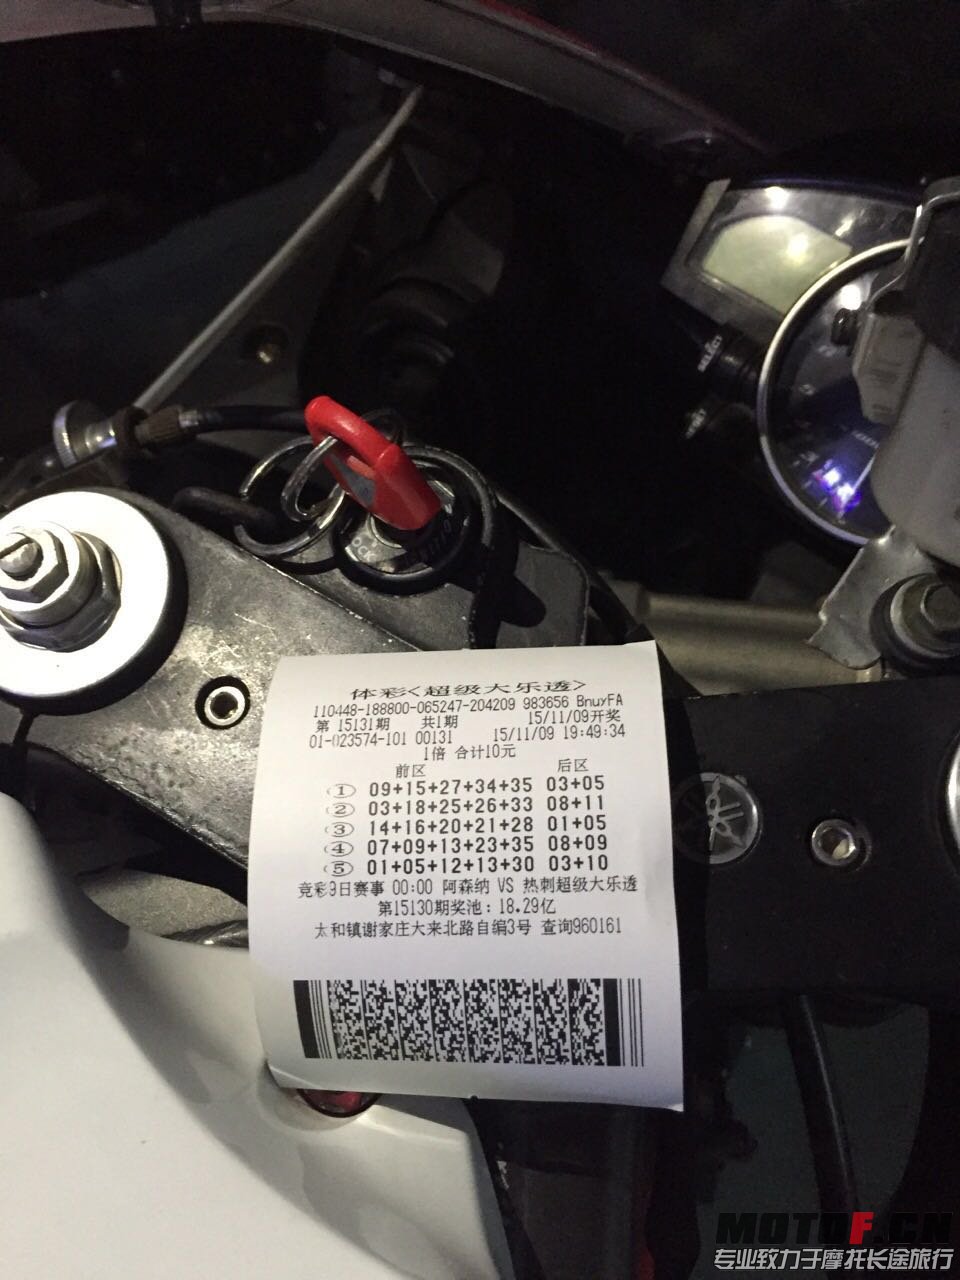 SELECT
体彩<超级大乐透>
110448-188800-065247-204209 983656 BnuyFA
第 15131期 共1期 15/11/09开奖
01-023574-101 00131 15/11/09 19:49:34
1倍 合计10元
前区 后区
① 09+15+27+34+35 03+05
② 03+18+25+26+33 08+11
③ 14+16+20+21+28 01+05
④ 07+09+13+23+35 08+09
⑤ 01+05+12+13+30 03+10
竞彩9日赛事 00:00 阿森纳 VS 热刺超级大乐透
第15130期奖池：18.29亿
太和镇谢家庄大来北路自编3号 查询960161
MOTOF.CN
专业致力于摩托长途旅行